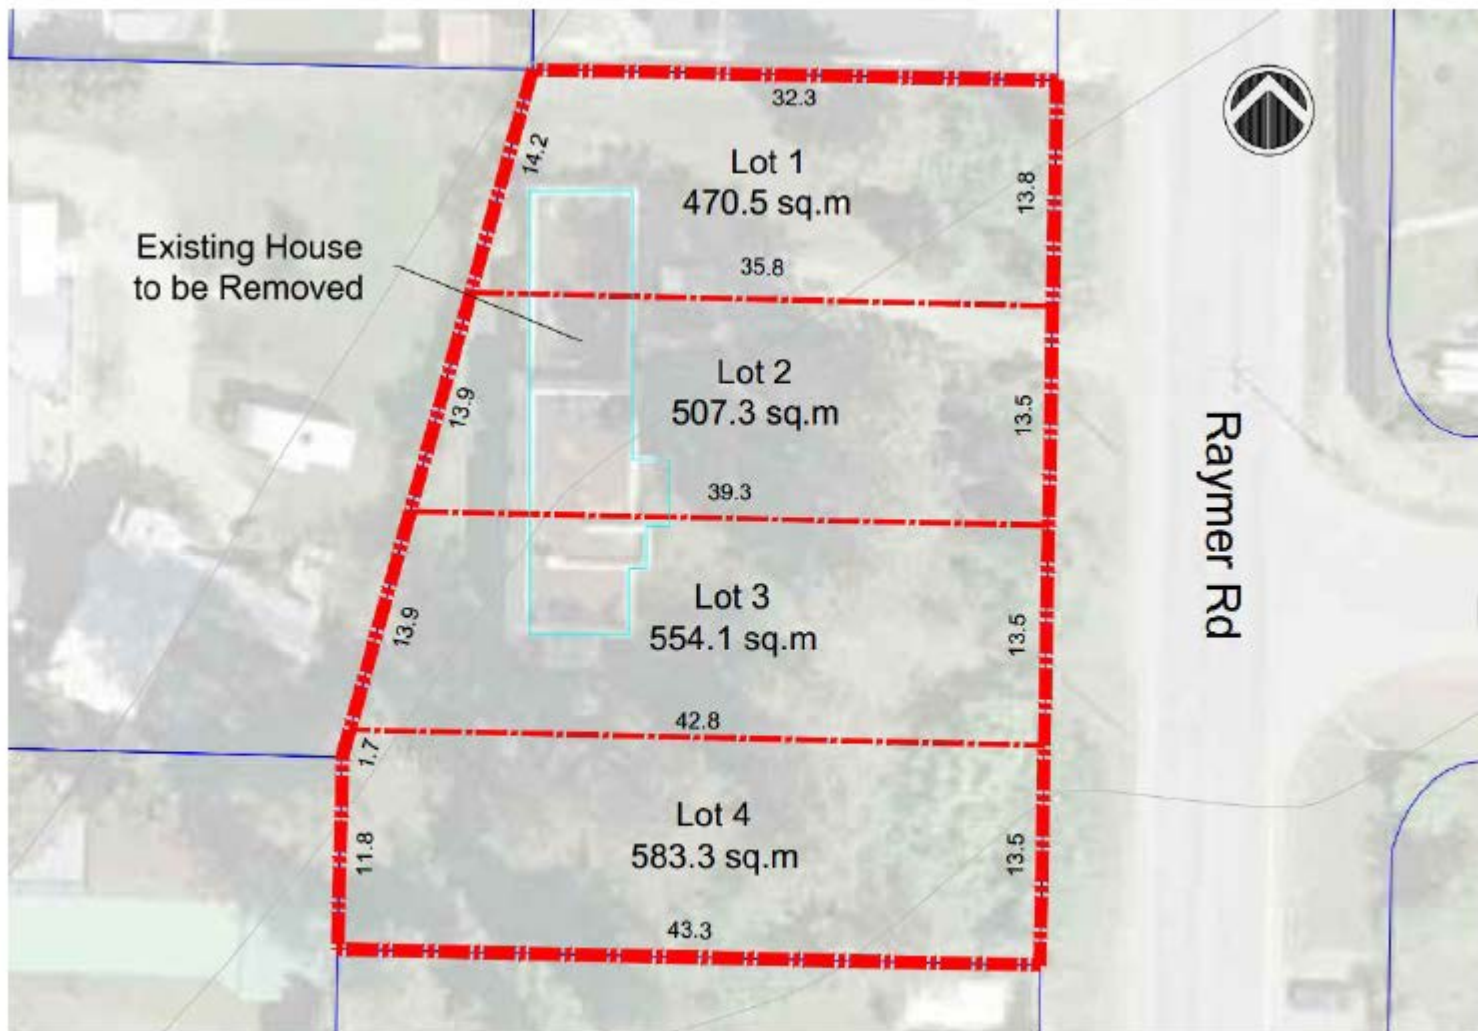 32.3
14.2
Lot 1
470.5 sq.m
13.8
Existing House
to be Removed
35.8
Lot 2
507.3 sq.m
13.9
13.5
39.3
Raymer Rd
Lot 3
554.1 sq.m
13.9
13.5
42.8
1.7
Lot 4
583.3 sq.m
11.8
13.5
43.3